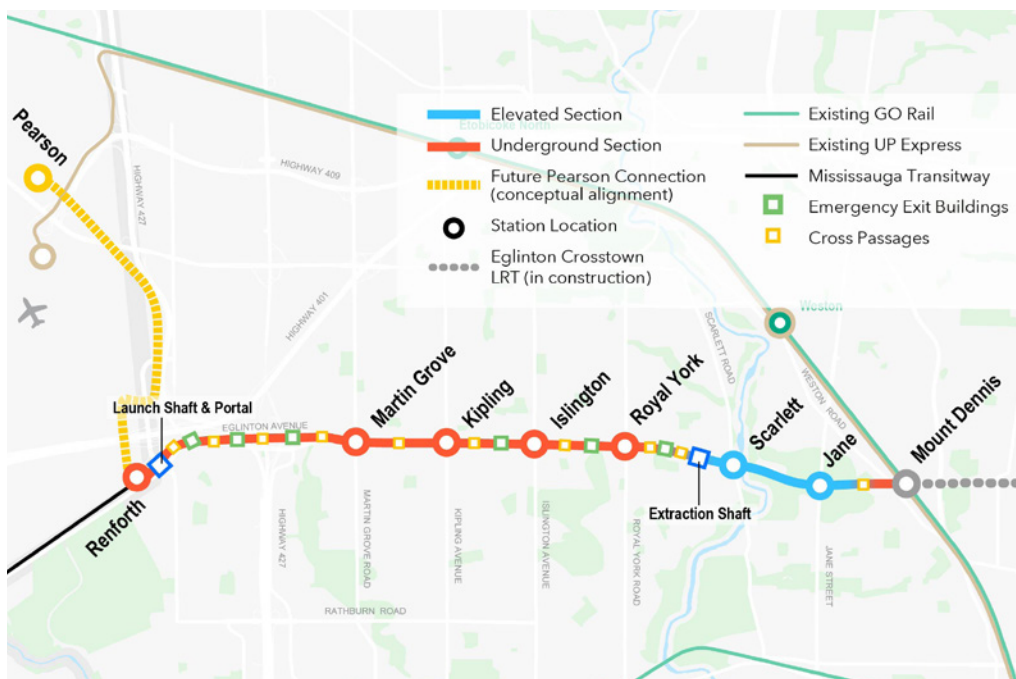 Elevated Section
Underground Section
Future Pearson Connection
(conceptual alignment)
Station Location
Eglinton Crosstown
LRT (in construction)
Existing GO Rail
Existing UP Express
Mississauga Transitway
Emergency Exit Buildings
Cross Passages
Etobicoke North
Pearson
HIGHWAY 427
HIGHWAY 409
HIGHWAY 401
SCARLETT ROAD
Weston
WESTON ROAD
Launch Shaft & Portal
EGLINTON AVENUE
Renforth
Martin Grove
Kipling
Islington
Royal York
Scarlett
Jane
Mount Dennis
Extraction Shaft
HIGHWAY 427
MARTIN GROVE ROAD
KIPLING AVENUE
ISLINGTON AVENUE
ROYAL YORK ROAD
JANE STREET
RATHBURN ROAD